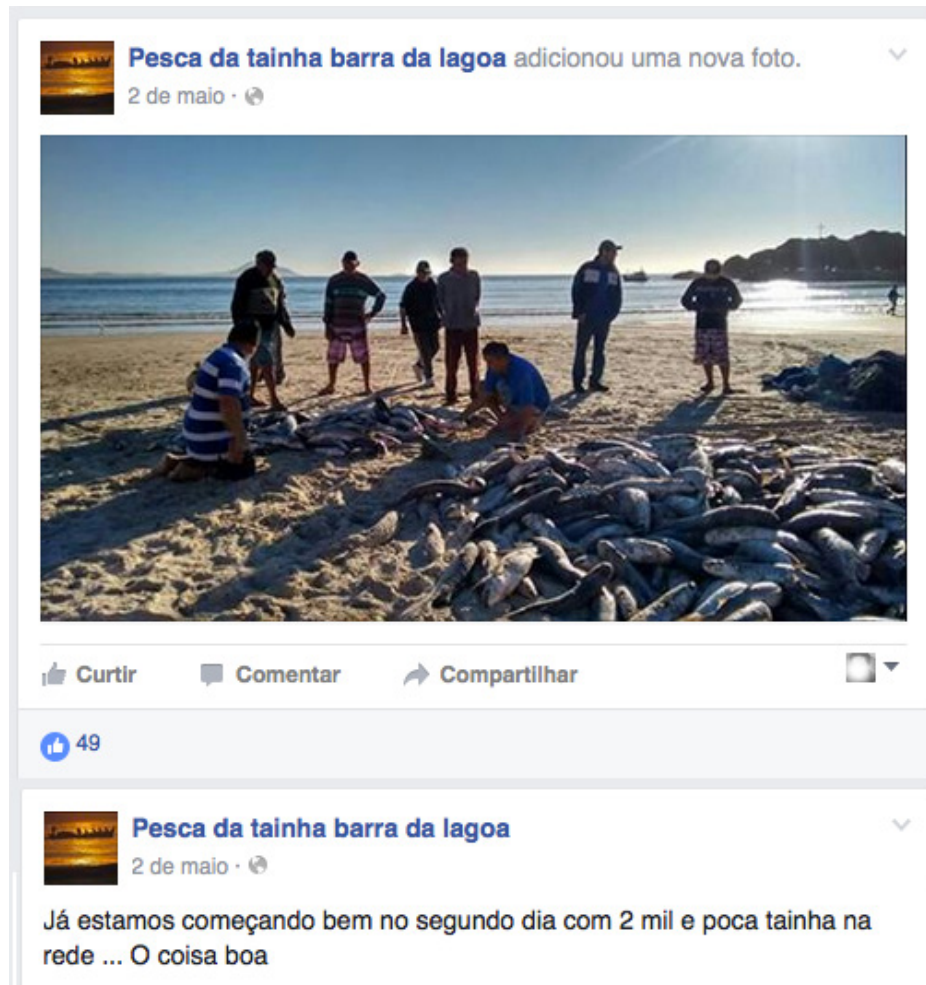 Pesca da tainha barra da lagoa adicionou uma nova foto.
2 de maio ·
Curtir Comentar Compartilhar
49
Pesca da tainha barra da lagoa
2 de maio ·
Já estamos começando bem no segundo dia com 2 mil e poca tainha na
rede ... O coisa boa